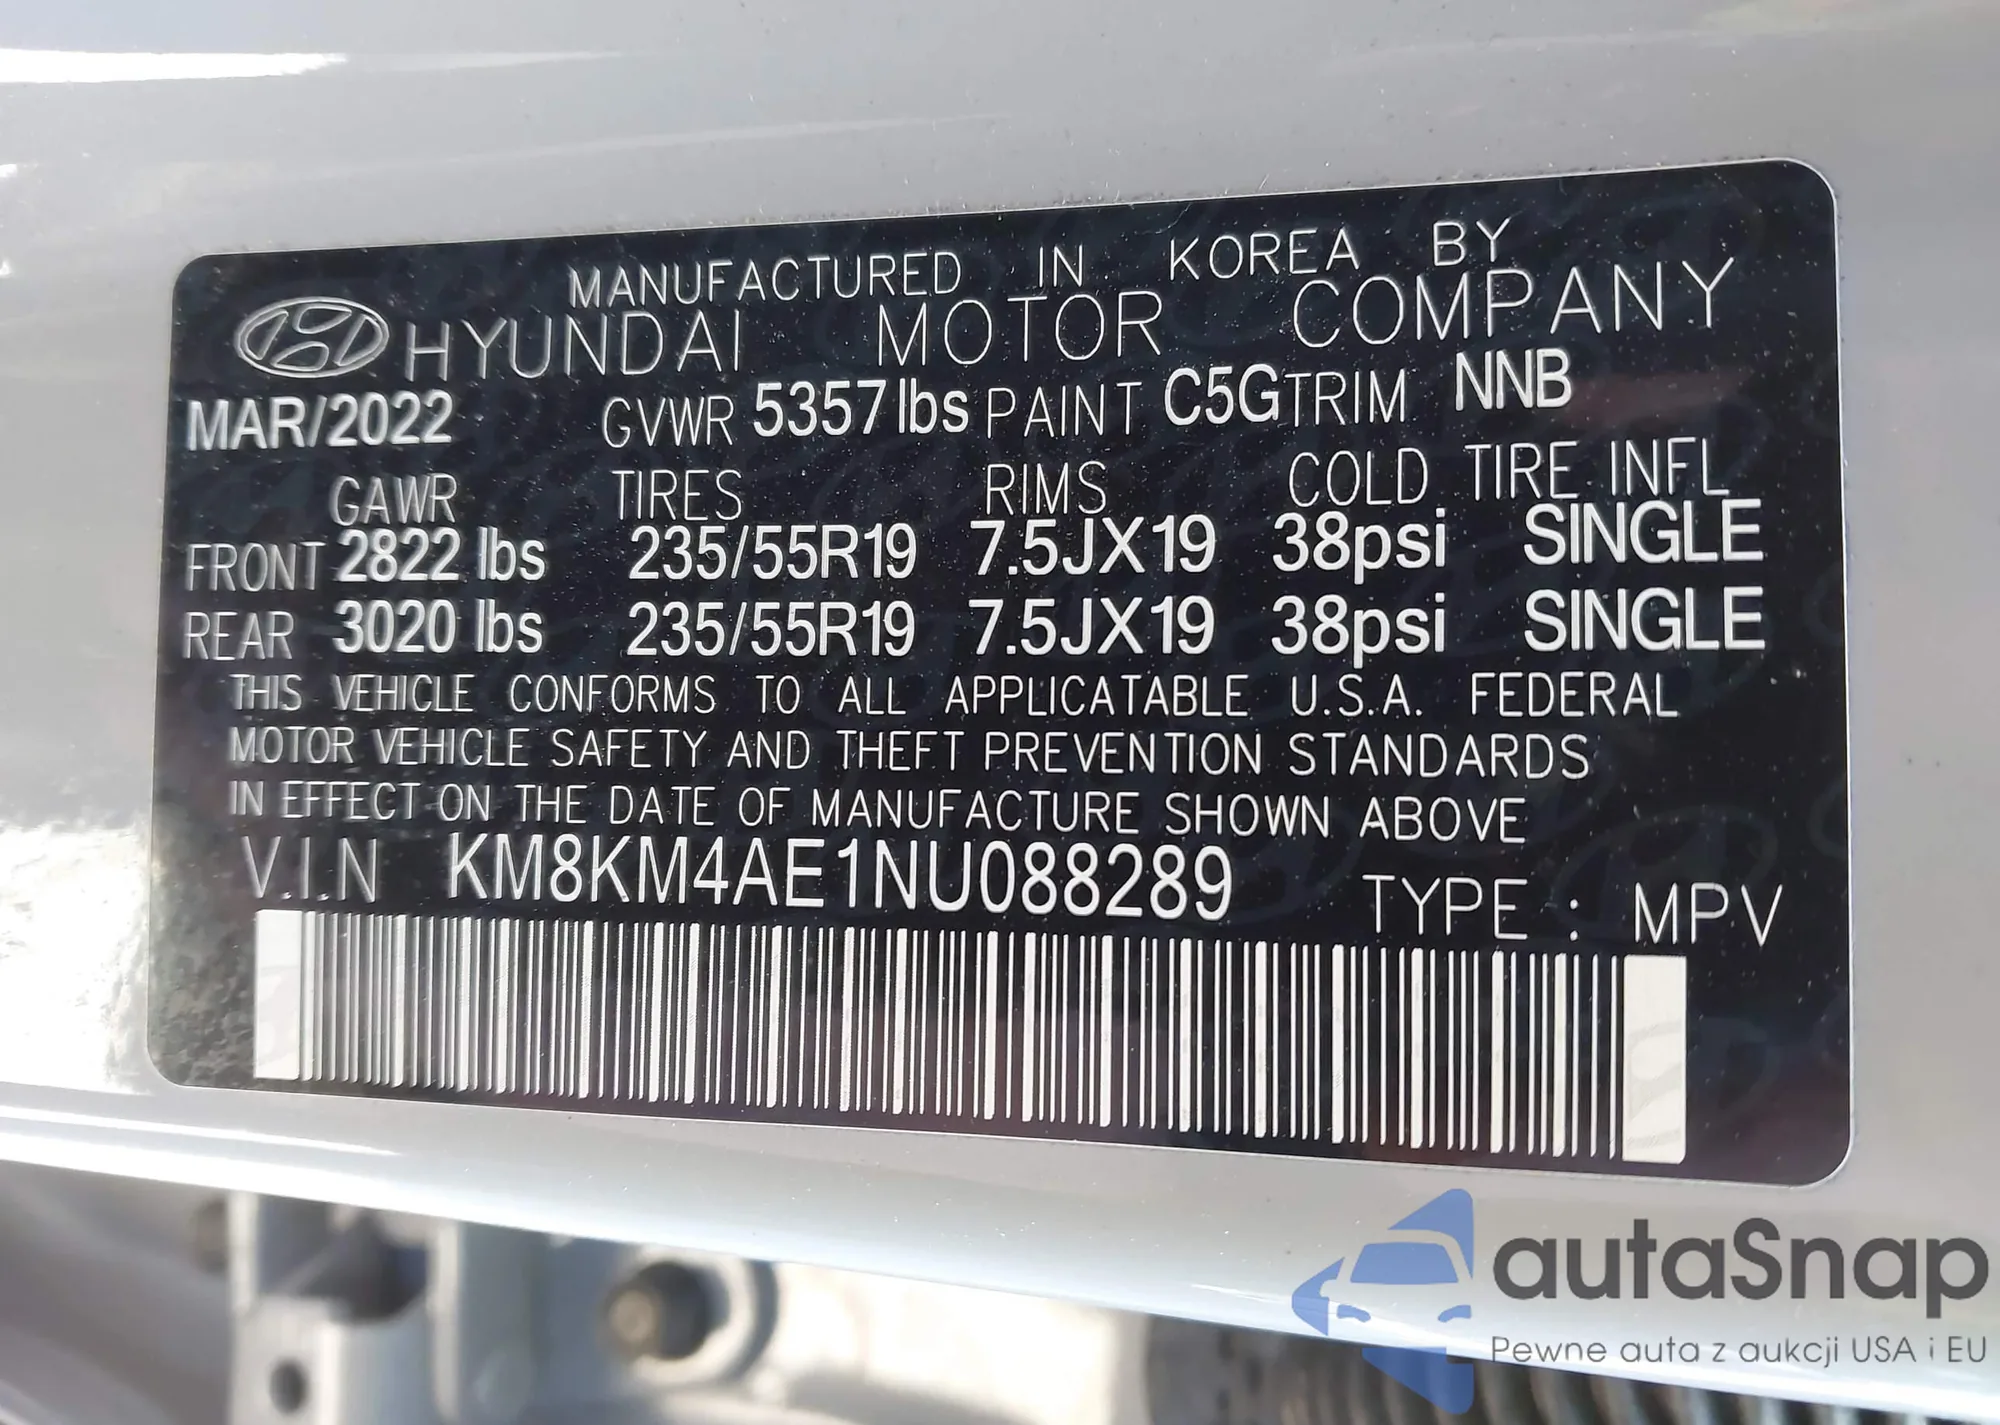 MANUFACTURED IN KOREA BY
HYUNDAI MOTOR COMPANY
MAR/2022 GVWR 5357 lbs PAINT C5G TRIM NNB
GAWR TIRES RIMS COLD TIRE INFL
FRONT 2822 lbs 235/55R19 7.5JX19 38psi SINGLE
REAR 3020 lbs 235/55R19 7.5JX19 38psi SINGLE
THIS VEHICLE CONFORMS TO ALL APPLICATABLE U.S.A. FEDERAL
MOTOR VEHICLE SAFETY AND THEFT PREVENTION STANDARDS
IN EFFECT ON THE DATE OF MANUFACTURE SHOWN ABOVE
V.I.N KM8KM4AE1NU088289 TYPE : MPV
autaSnap
Pewne auta z aukcji USA i EU